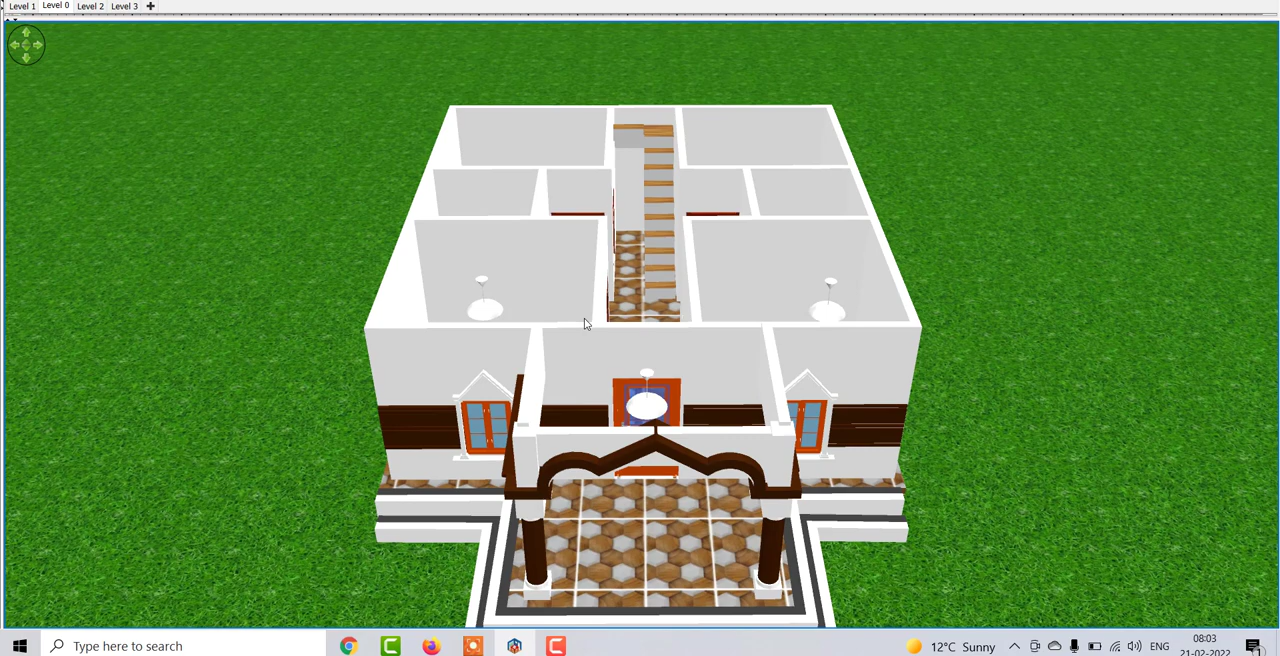 Level 1 Level 0 Level 2 Level 3
Type here to search
12°C Sunny
ENG
08:03
21-02-2022
1